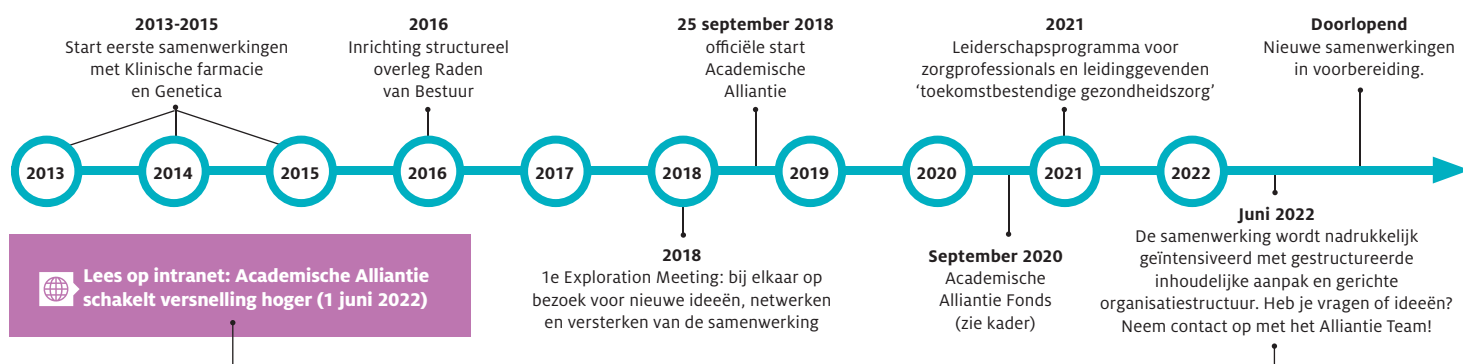 2013-2015
Start eerste samenwerkingen
met Klinische farmacie
en Genetica
2016
Inrichting structureel
overleg Raden
van Bestuur
25 september 2018
officiële start
Academische
Alliantie
2021
Leiderschapsprogramma voor
zorgprofessionals en leidinggevenden
‘toekomstbestendige gezondheidszorg’
Doorlopend
Nieuwe samenwerkingen
in voorbereiding.
2013
2014
2015
2016
2017
2018
2019
2020
2021
2022
Lees op intranet: Academische Alliantie
schakelt versnelling hoger (1 juni 2022)
2018
1e Exploration Meeting: bij elkaar op
bezoek voor nieuwe ideeën, netwerken
en versterken van de samenwerking
September 2020
Academische
Alliantie Fonds
(zie kader)
Juni 2022
De samenwerking wordt nadrukkelijk
geïntensiveerd met gestructureerde
inhoudelijke aanpak en gerichte
organisatiestructuur. Heb je vragen of ideeën?
Neem contact op met het Alliantie Team!